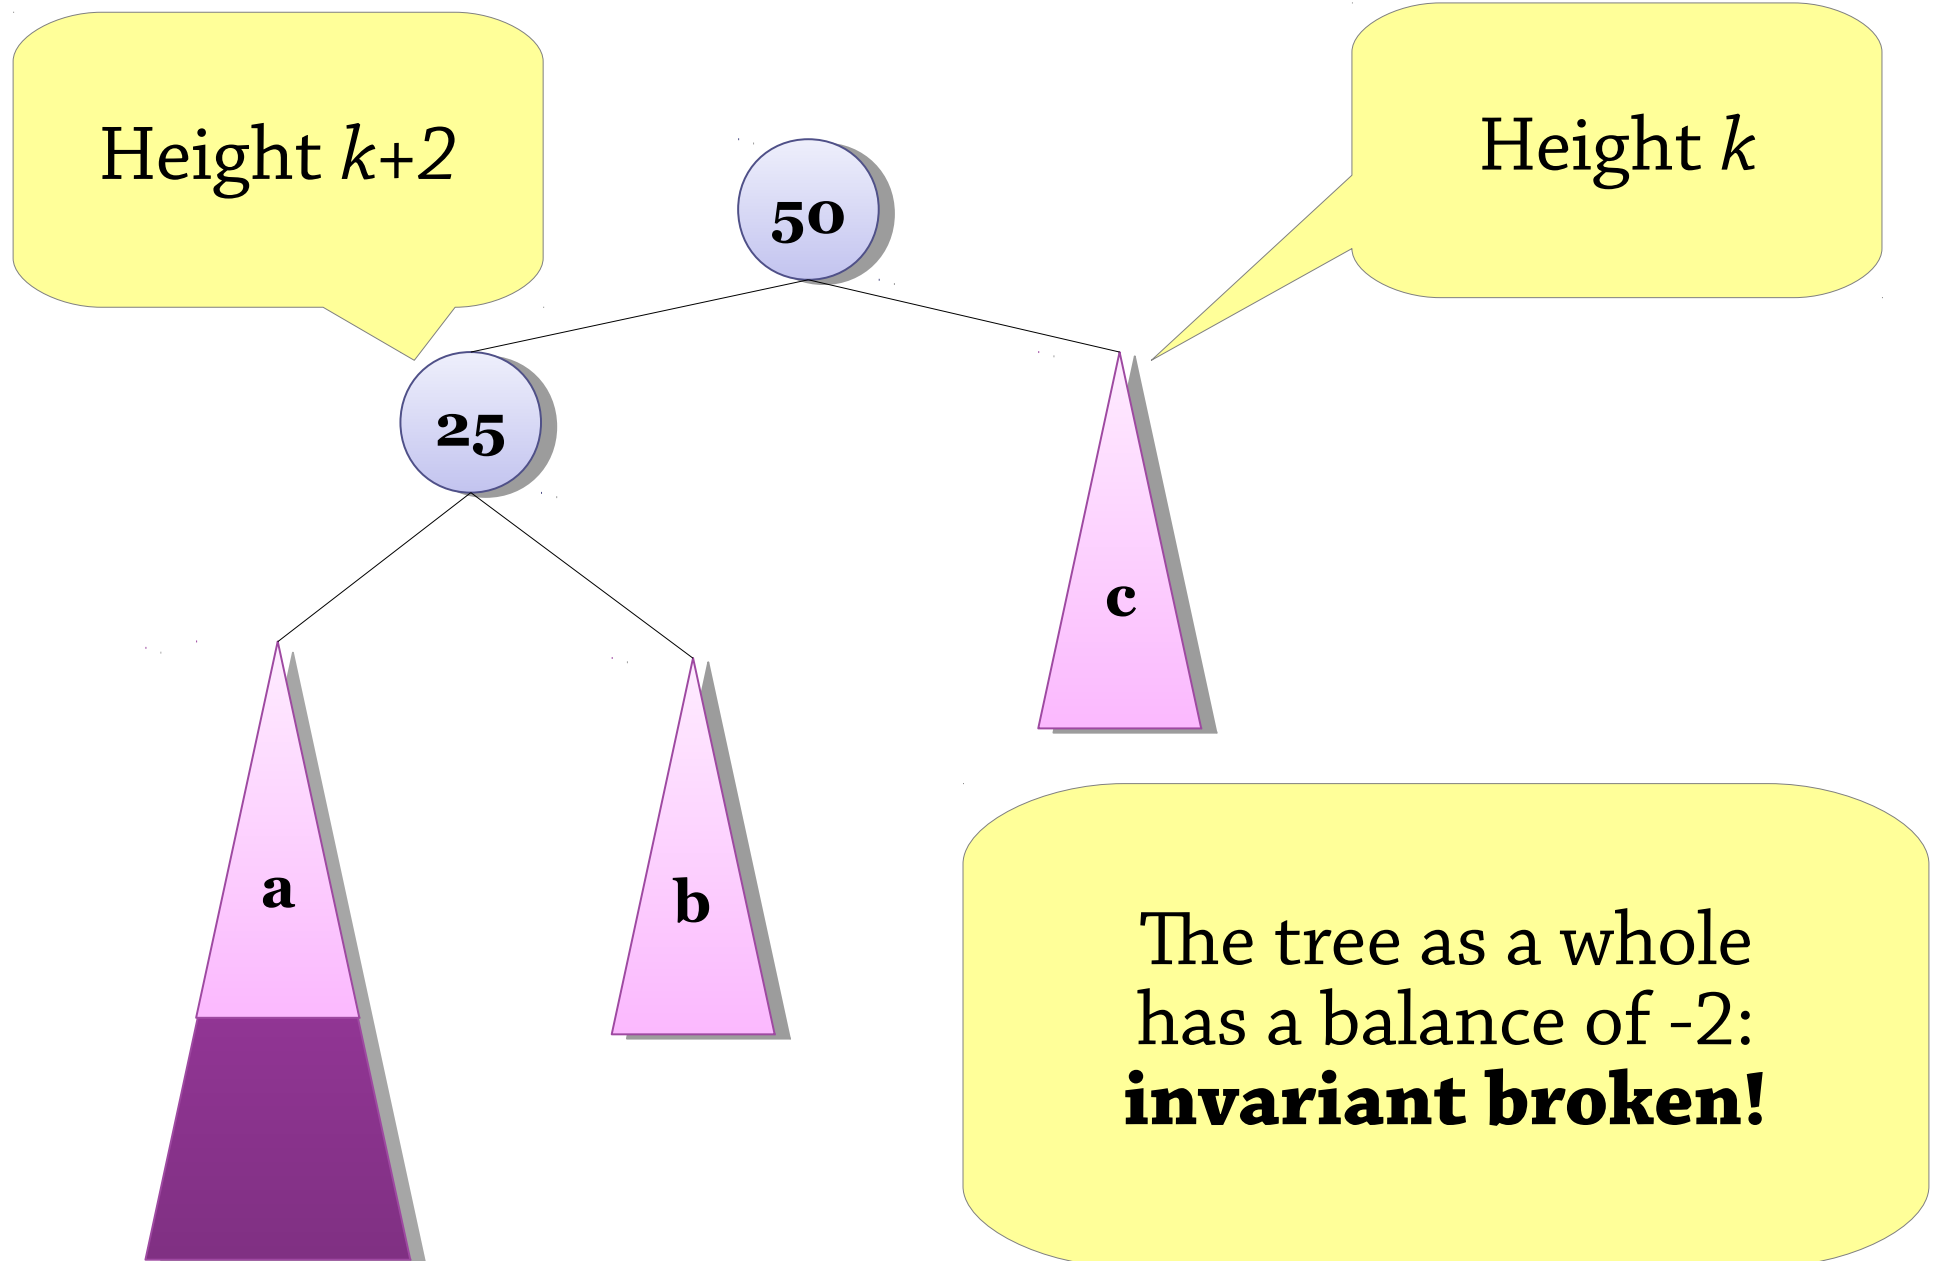 Height k+2
Height k
50
25
c
a
b
The tree as a whole
has a balance of -2:
invariant broken!